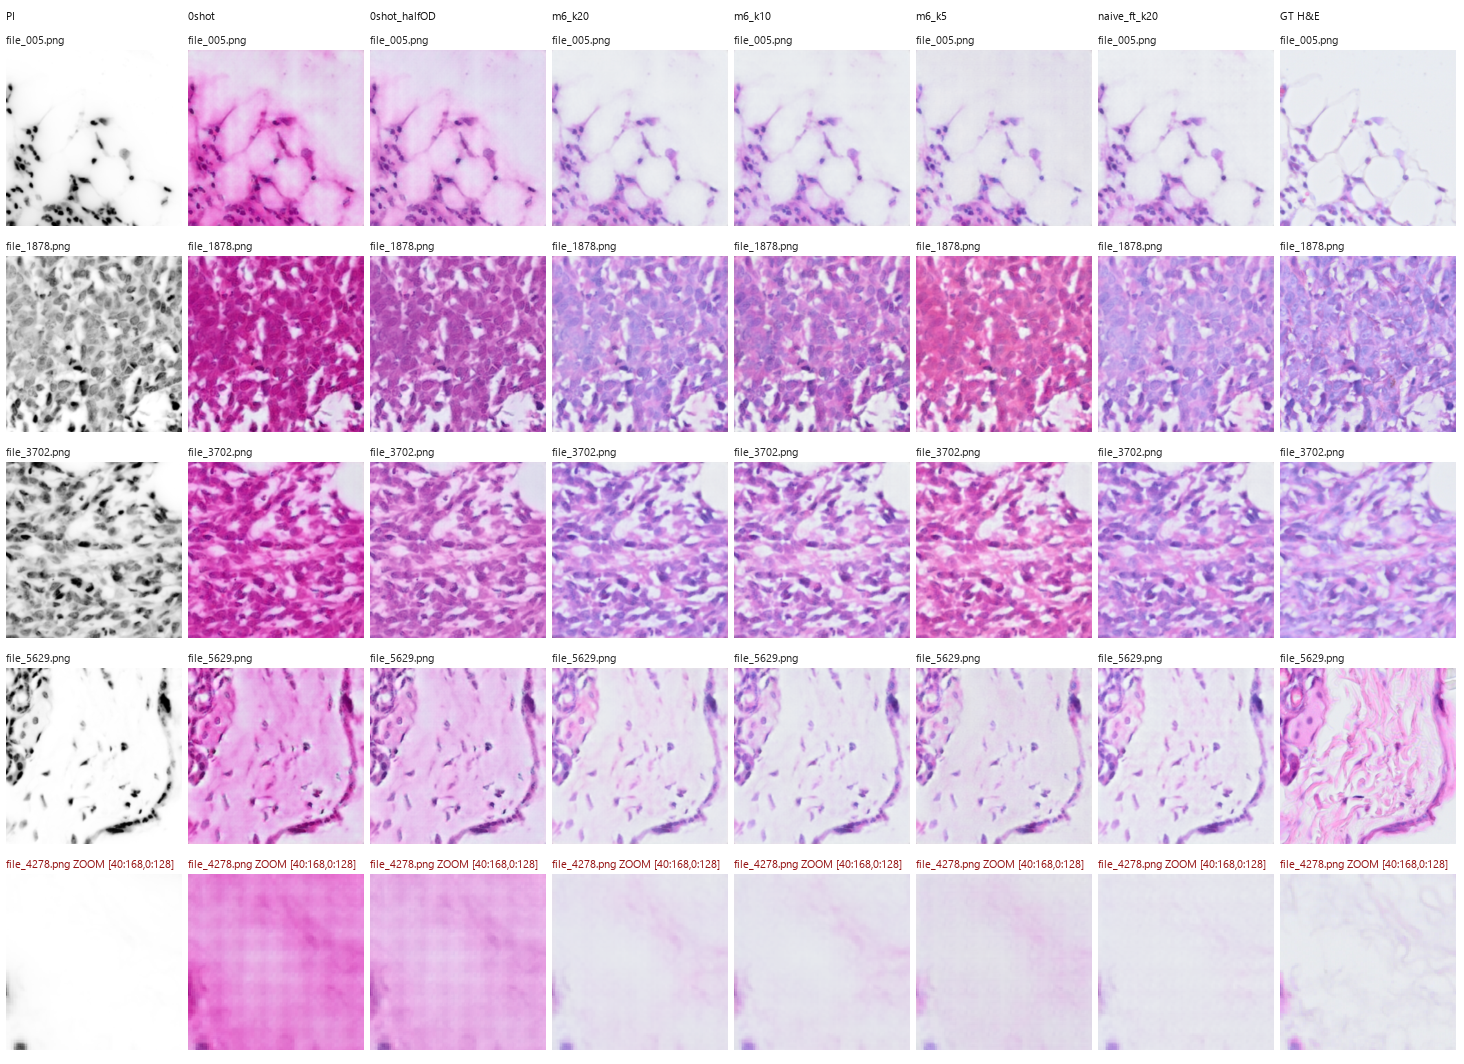 PI 0shot 0shot_halfOD m6_k20 m6_k10 m6_k5 naive_ft_k20 GT H&E
file_005.png file_005.png file_005.png file_005.png file_005.png file_005.png file_005.png file_005.png
file_1878.png file_1878.png file_1878.png file_1878.png file_1878.png file_1878.png file_1878.png file_1878.png
file_3702.png file_3702.png file_3702.png file_3702.png file_3702.png file_3702.png file_3702.png file_3702.png
file_5629.png file_5629.png file_5629.png file_5629.png file_5629.png file_5629.png file_5629.png file_5629.png
file_4278.png ZOOM [40:168,0:128] file_4278.png ZOOM [40:168,0:128] file_4278.png ZOOM [40:168,0:128] file_4278.png ZOOM [40:168,0:128] file_4278.png ZOOM [40:168,0:128] file_4278.png ZOOM [40:168,0:128] file_4278.png ZOOM [40:168,0:128] file_4278.png ZOOM [40:168,0:128]